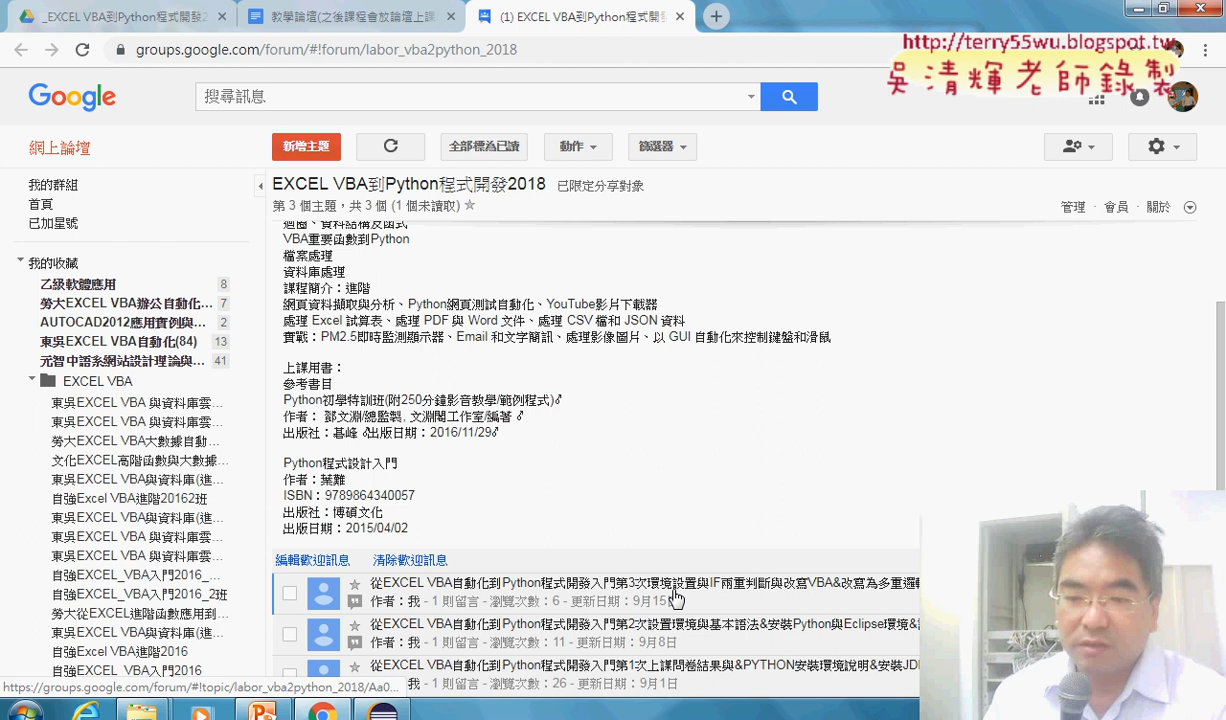 _EXCEL VBA到Python程式開發2
教學論壇(之後課程會放論壇上課
(1) EXCEL VBA到Python程式開發
groups.google.com/forum/#!forum/labor_vba2python_2018
http://terry55wu.blogspot.tw
吳清輝老師錄製
Google
搜尋訊息
網上論壇
新增主題
全部標為已讀
動作
篩選器
我的群組
首頁
已加星號
EXCEL VBA到Python程式開發2018 已限定分享對象
第 3 個主題，共 3 個 (1 個未讀取)
管理 · 會員 · 關於
我的收藏
乙級軟體應用 8
勞大EXCEL VBA辦公自動化,... 7
AUTOCAD2012應用實例與... 2
東吳EXCEL VBA自動化(84) 13
元智中語系網站設計理論與... 41
EXCEL VBA
東吳EXCEL VBA 與資料庫雲...
東吳EXCEL VBA 與資料庫雲...
勞大EXCEL VBA大數據自動...
文化EXCEL高階函數與大數據...
東吳EXCEL VBA與資料庫(進...
自強Excel VBA進階20162班
東吳EXCEL VBA與資料庫(進...
東吳EXCEL VBA與資料庫雲...
東吳EXCEL VBA與資料庫雲...
自強EXCEL_VBA入門2016_...
自強EXCEL_VBA入門2016_2班
勞大從EXCEL進階函數應用到...
自強Excel VBA進階2016
自強EXCEL VBA入門2016
迴圈、資料結構及函式
VBA重要函數到Python
檔案處理
資料庫處理
課程簡介：進階
網頁資料擷取與分析、Python網頁測試自動化、YouTube影片下載器
處理 Excel 試算表、處理 PDF 與 Word 文件、處理 CSV 檔和 JSON 資料
實戰：PM2.5即時監測顯示器、Email 和文字簡訊、處理影像圖片、以 GUI 自動化來控制鍵盤和滑鼠
上課用書：
參考書目
Python初學特訓班(附250分鐘影音教學/範例程式)
作者： 鄧文淵/總監製, 文淵閣工作室/編著
出版社：碁峰 出版日期：2016/11/29
Python程式設計入門
作者：葉難
ISBN：9789864340057
出版社：博碩文化
出版日期：2015/04/02
編輯歡迎訊息 清除歡迎訊息
從EXCEL VBA自動化到Python程式開發入門第3次環境設置與IF兩重判斷與改寫VBA&改寫為多重邏輯
作者：我 - 1 則留言 - 瀏覽次數：6 - 更新日期：9月15
從EXCEL VBA自動化到Python程式開發入門第2次設置環境與基本語法&安裝Python與Eclipse環境&
作者：我 - 1 則留言 - 瀏覽次數：11 - 更新日期：9月8日
從EXCEL VBA自動化到Python程式開發入門第1次上課問卷結果與&PYTHON安裝環境說明&安裝JD
作者：我 - 1 則留言 - 瀏覽次數：26 - 更新日期：9月1日
https://groups.google.com/forum/#!topic/labor_vba2python_2018/Aa0...